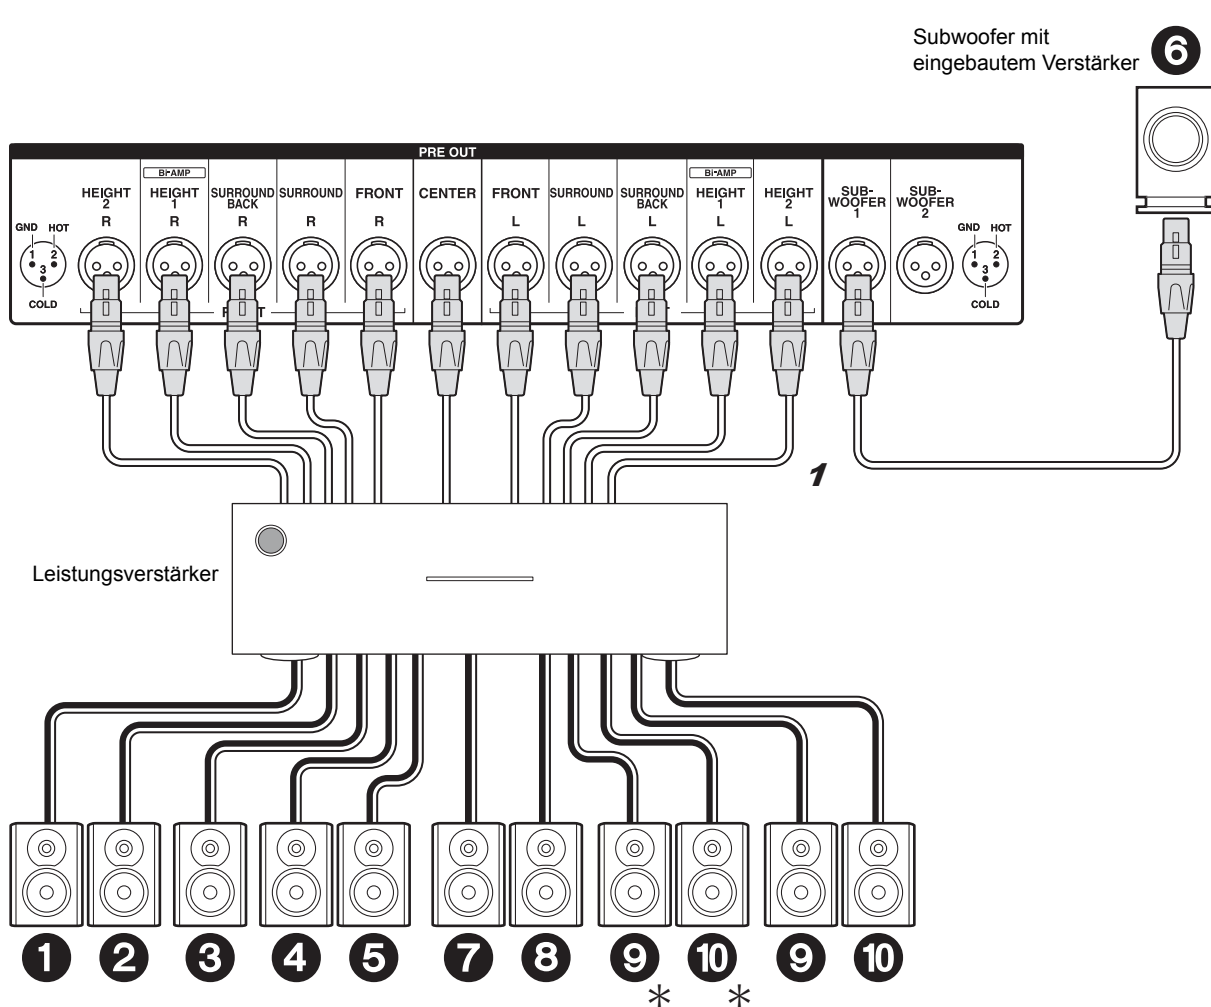 Subwoofer mit
eingebautem Verstärker
6
PRE OUT
HEIGHT 2 R
Bi-AMP HEIGHT 1 R
SURROUND BACK R
SURROUND R
FRONT R
CENTER
FRONT L
SURROUND L
SURROUND BACK L
Bi-AMP HEIGHT 1 L
HEIGHT 2 L
SUB-WOOFER 1
SUB-WOOFER 2
GND HOT
1 2
3
COLD
GND HOT
1 2
3
COLD
1
Leistungsverstärker
1 2 3 4 5 7 8 9 10 9 10
* *